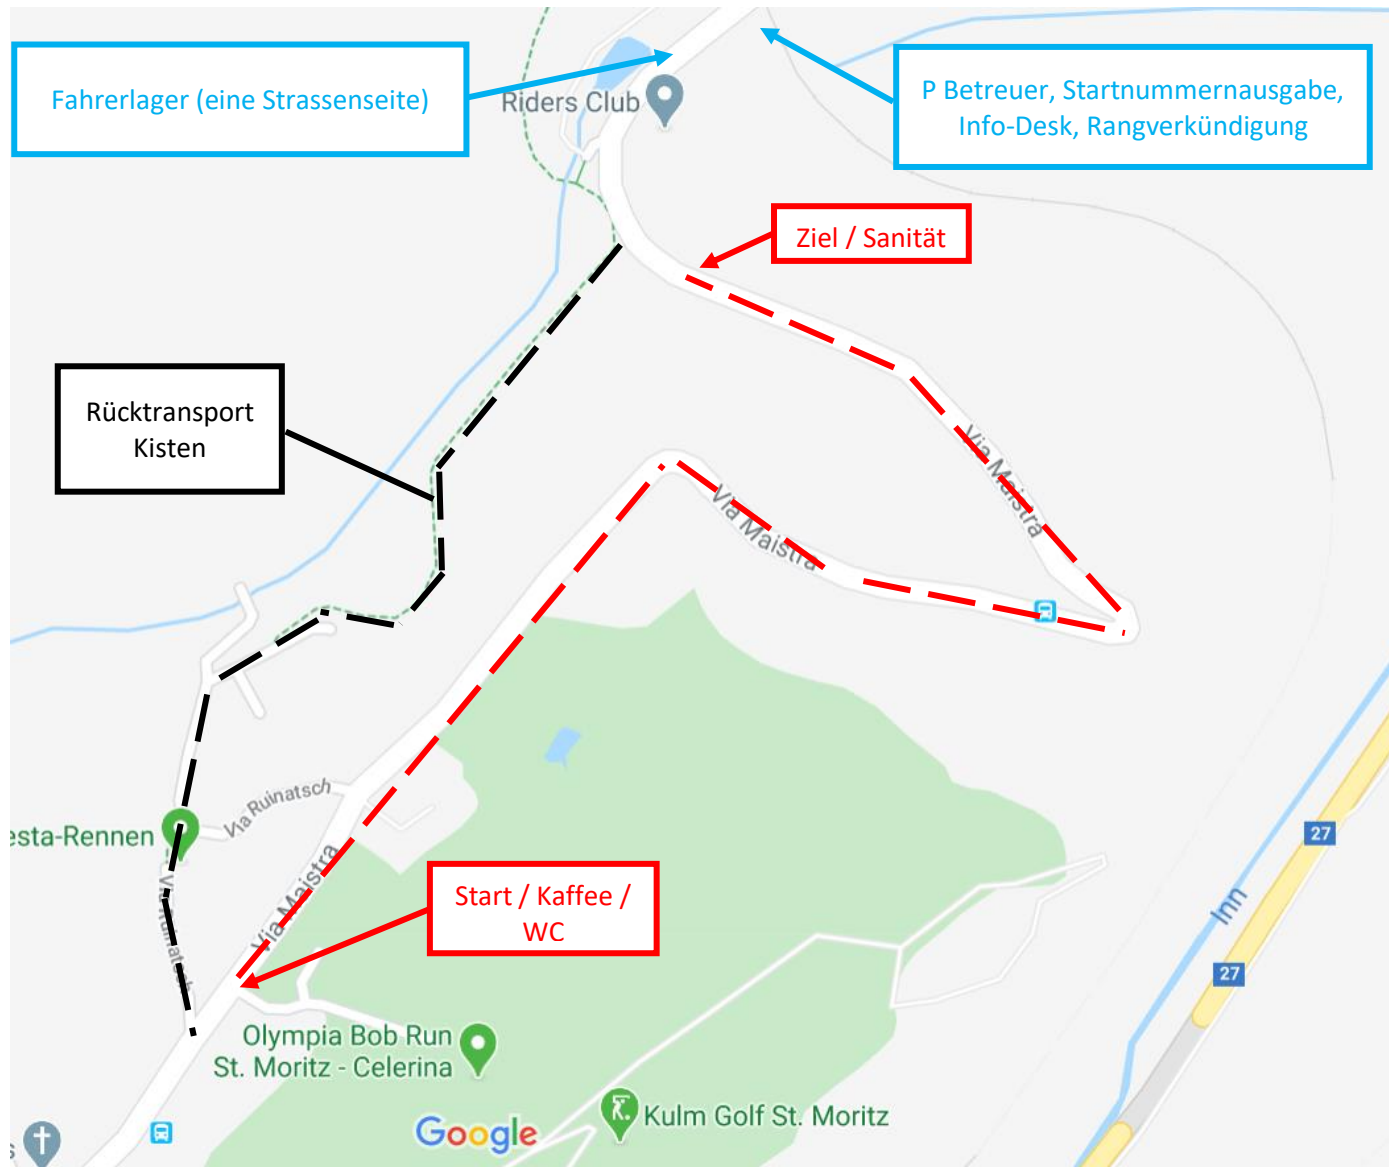 Fahrerlager (eine Strassenseite)
P Betreuer, Startnummernausgabe,
Info-Desk, Rangverkündigung
Riders Club
Ziel / Sanität
Rücktransport
Kisten
Via Maistra
Via Maistra
Via Ruinatsch
esta-Rennen
27
Via Maistra
Start / Kaffee /
WC
Via Ruinatsch
Inn
27
Olympia Bob Run
St. Moritz - Celerina
Kulm Golf St. Moritz
Google
s